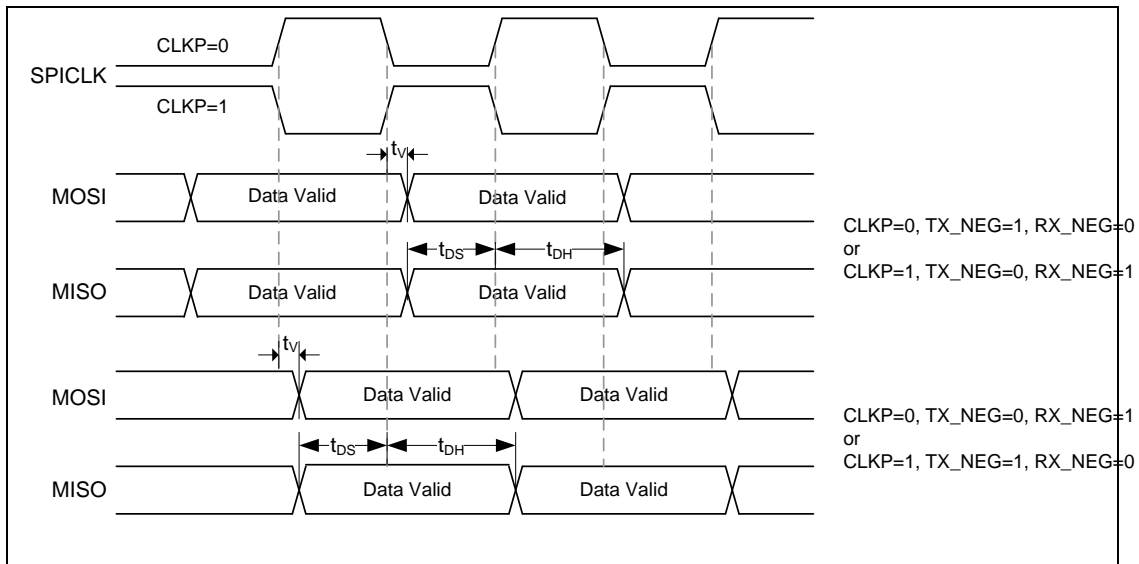 CLKP=0
SPICLK
CLKP=1
tV
MOSI
Data Valid
Data Valid
CLKP=0, TX_NEG=1, RX_NEG=0
or
CLKP=1, TX_NEG=0, RX_NEG=1
tDS
tDH
MISO
Data Valid
Data Valid
tV
MOSI
Data Valid
Data Valid
CLKP=0, TX_NEG=0, RX_NEG=1
or
CLKP=1, TX_NEG=1, RX_NEG=0
tDS
tDH
MISO
Data Valid
Data Valid